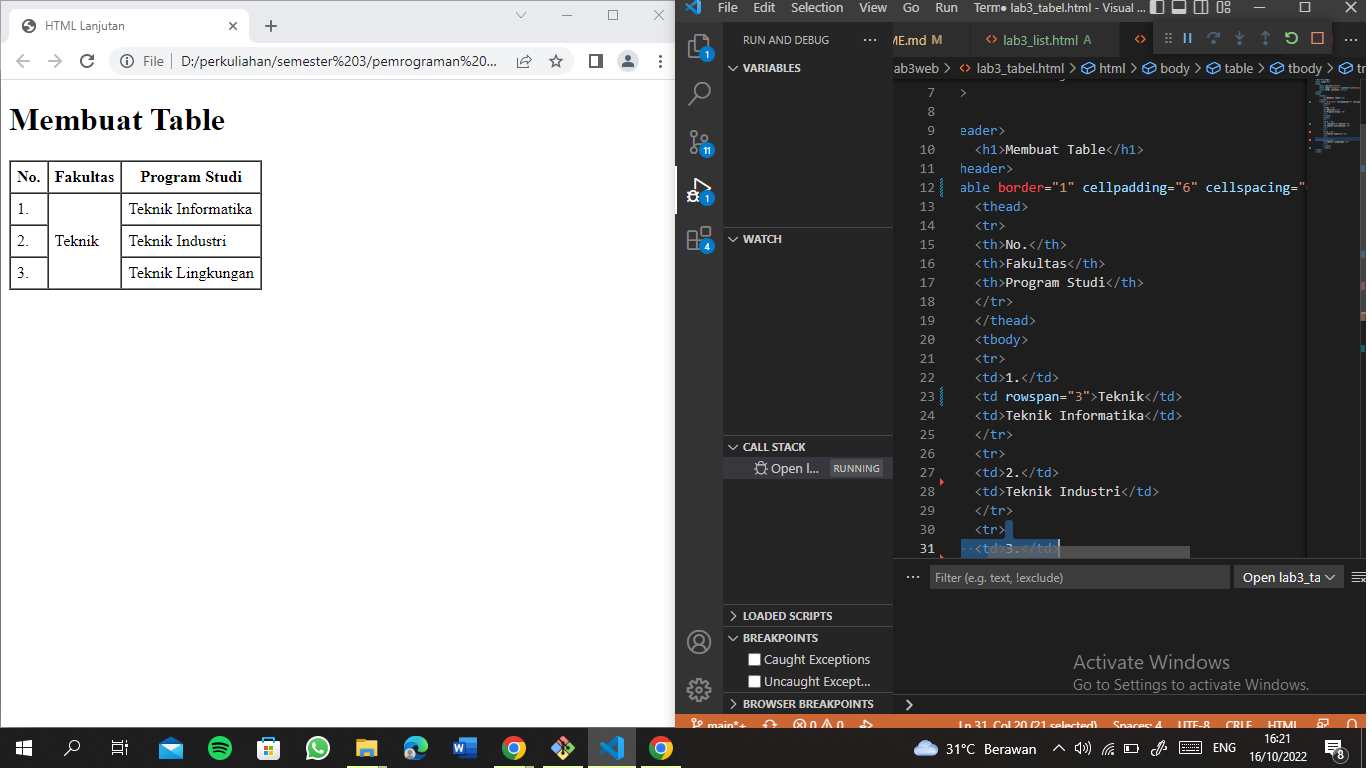 HTML Lanjutan
File D:/perkuliahan/semester%203/pemrograman%20...
Membuat Table
No. Fakultas Program Studi
1. Teknik Teknik Informatika
2. Teknik Industri
3. Teknik Lingkungan
File Edit Selection View Go Run Term ● lab3_tabel.html - Visual ...
RUN AND DEBUG ...
ME.md M lab3_list.html A
VARIABLES
WATCH
CALL STACK
Open l... RUNNING
LOADED SCRIPTS
BREAKPOINTS
Caught Exceptions
Uncaught Except...
BROWSER BREAKPOINTS
1
11
1
4
lab3web > lab3_tabel.html > html > body > table > tbody > tr
7 >
8
9 eader>
10 <h1>Membuat Table</h1>
11 header>
12 able border="1" cellpadding="6" cellspacing="
13 <thead>
14 <tr>
15 <th>No.</th>
16 <th>Fakultas</th>
17 <th>Program Studi</th>
18 </tr>
19 </thead>
20 <tbody>
21 <tr>
22 <td>1.</td>
23 <td rowspan="3">Teknik</td>
24 <td>Teknik Informatika</td>
25 </tr>
26 <tr>
27 <td>2.</td>
28 <td>Teknik Industri</td>
29 </tr>
30 <tr>
31 <td>3.</td>
... Filter (e.g. text, !exclude) Open lab3_ta
Activate Windows
Go to Settings to activate Windows.
main*+ 0 0 Ln 31, Col 20 (21 selected) Spaces: 4 UTF-8 CRLF HTML
31°C Berawan ENG 16:21
16/10/2022 8